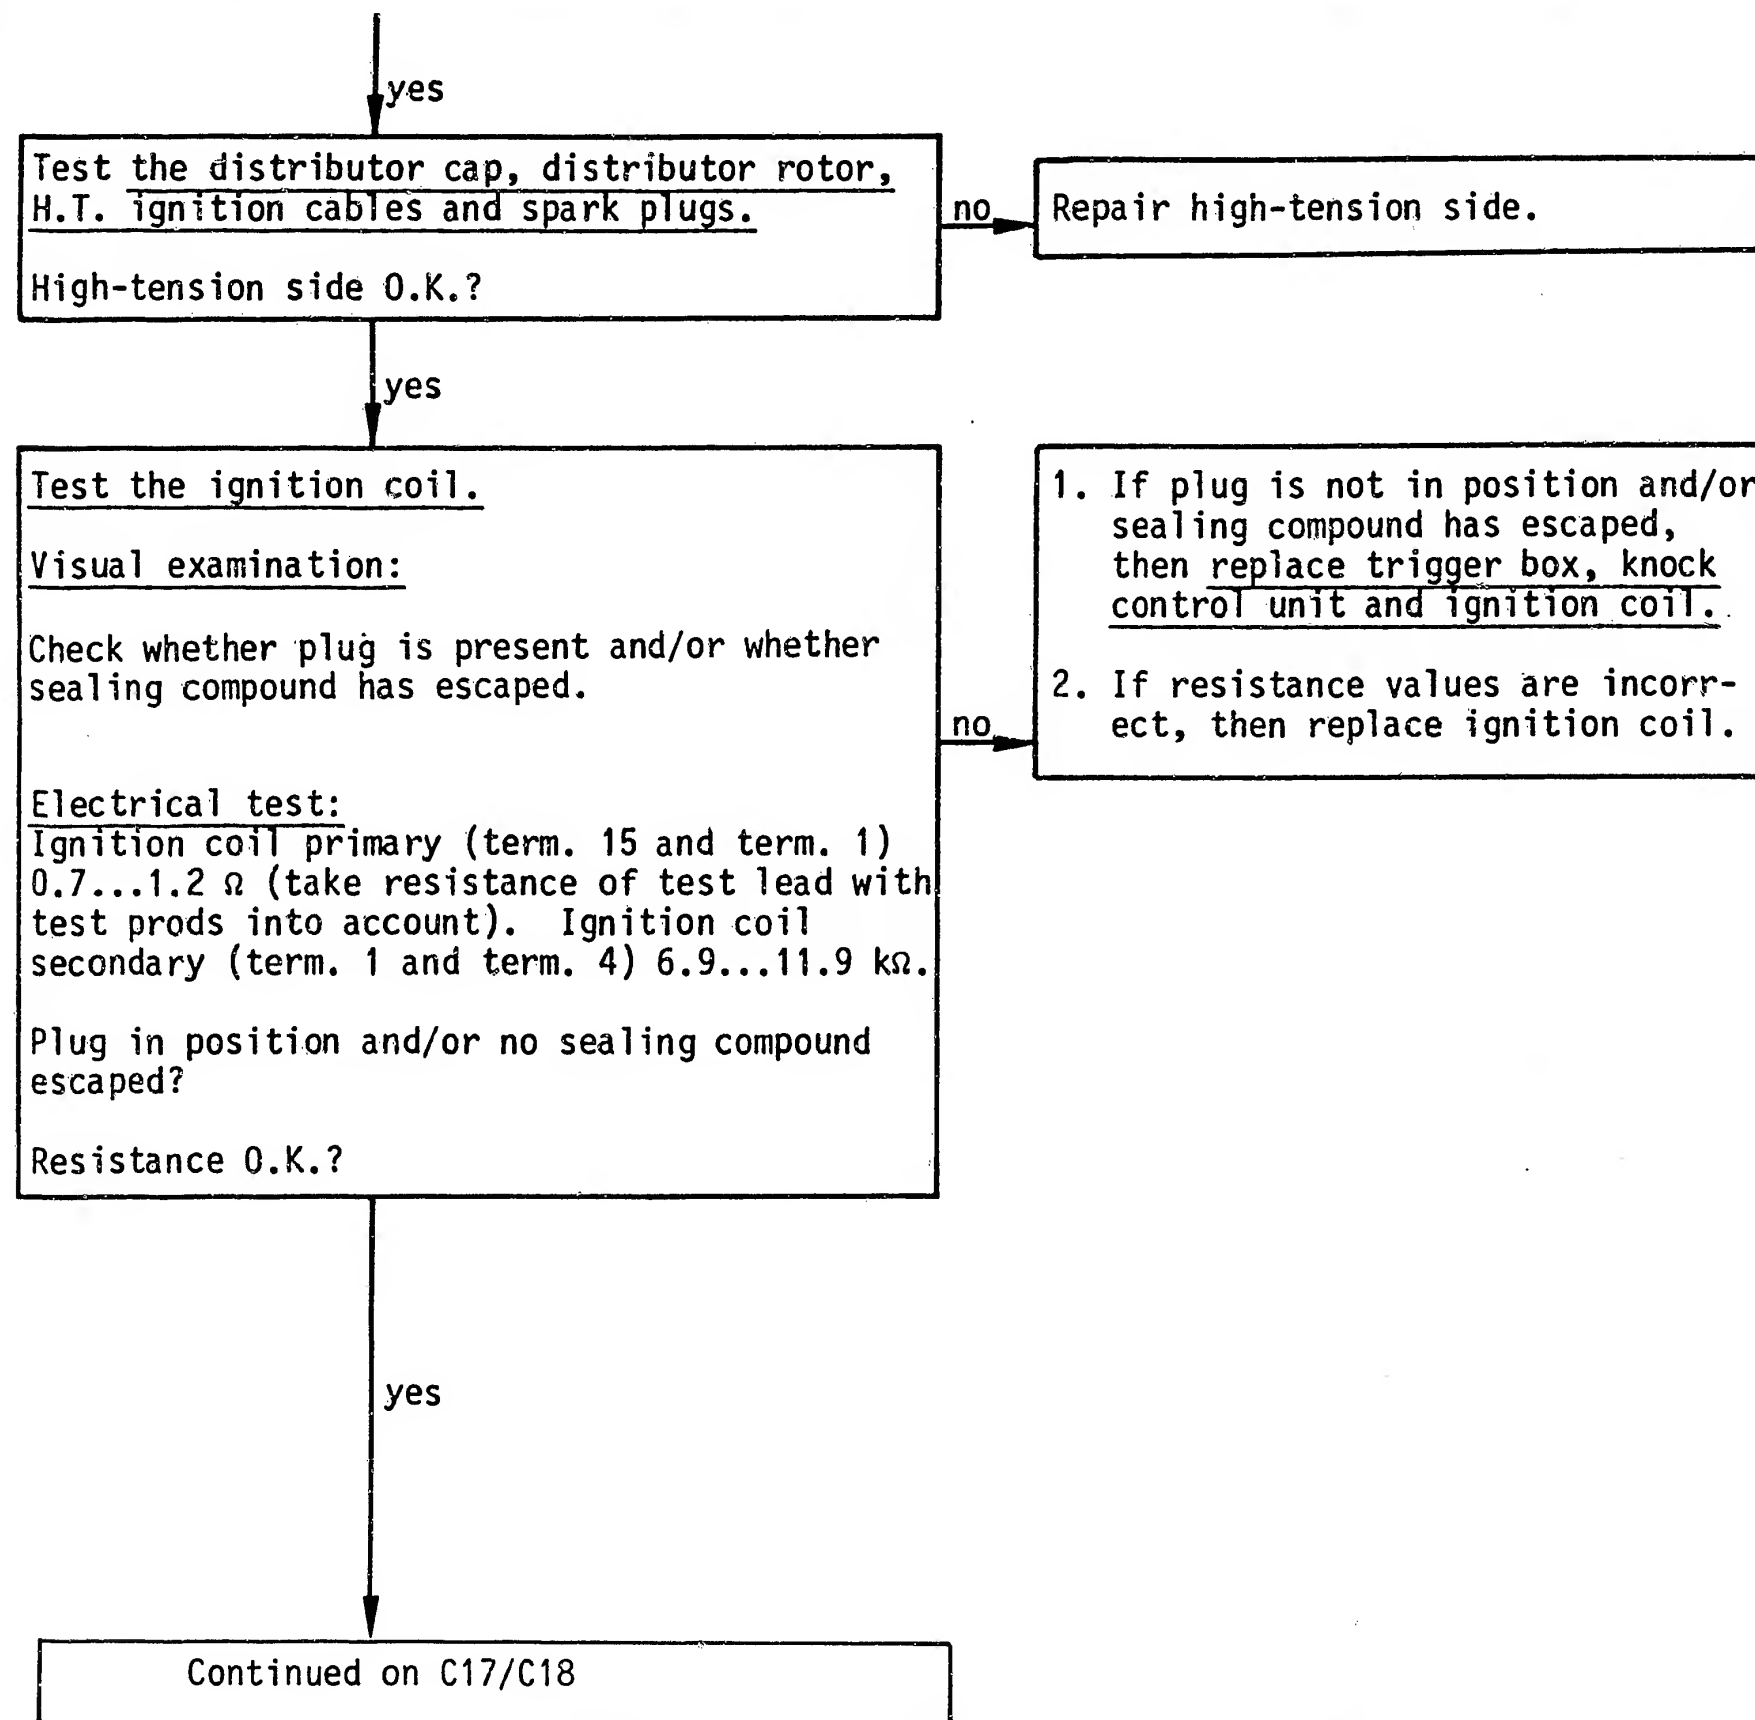 yes
Test the distributor cap, distributor rotor,
H.T. ignition cables and spark plugs.
High-tension side O.K.?
no
Repair high-tension side.
yes
Test the ignition coil.
Visual examination:
Check whether plug is present and/or whether
sealing compound has escaped.
Electrical test:
Ignition coil primary (term. 15 and term. 1)
0.7...1.2 Ω (take resistance of test lead with
test prods into account). Ignition coil
secondary (term. 1 and term. 4) 6.9...11.9 kΩ.
Plug in position and/or no sealing compound
escaped?
Resistance O.K.?
no
1. If plug is not in position and/or
sealing compound has escaped,
then replace trigger box, knock
control unit and ignition coil.
2. If resistance values are incorr-
ect, then replace ignition coil.
yes
Continued on C17/C18